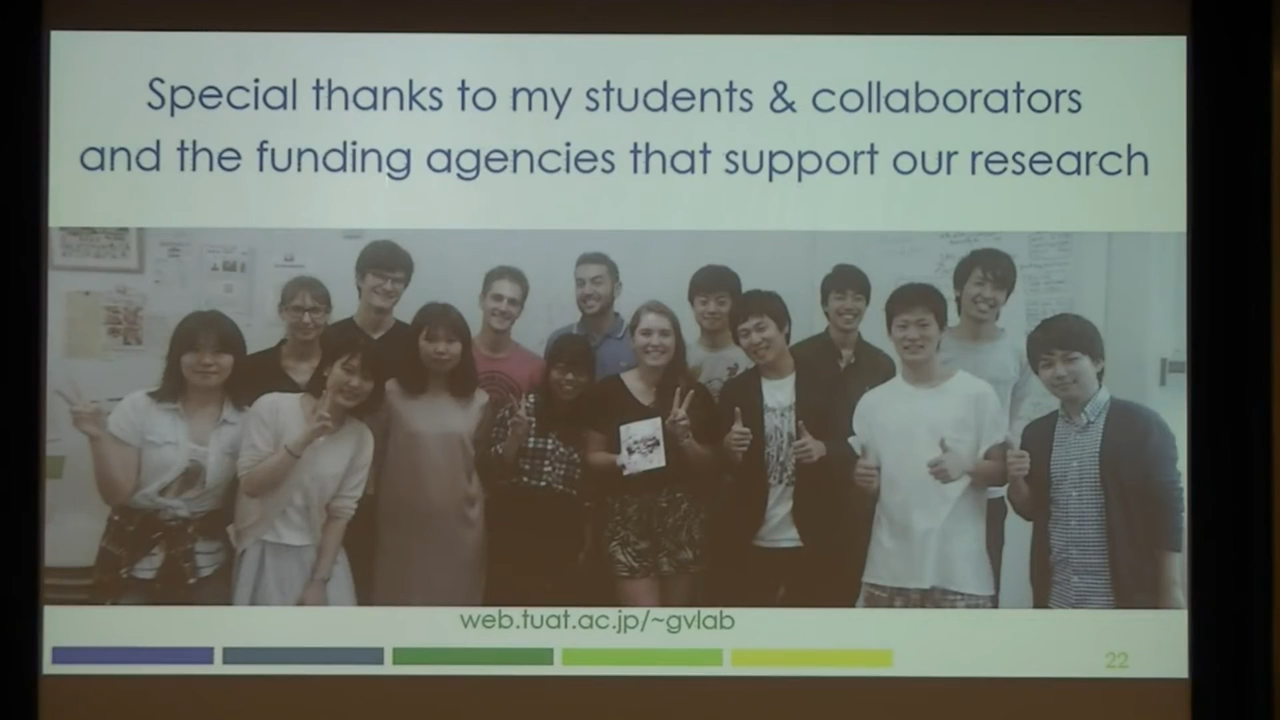 Special thanks to my students & collaborators
and the funding agencies that support our research
web.tuat.ac.jp/~gvlab
22